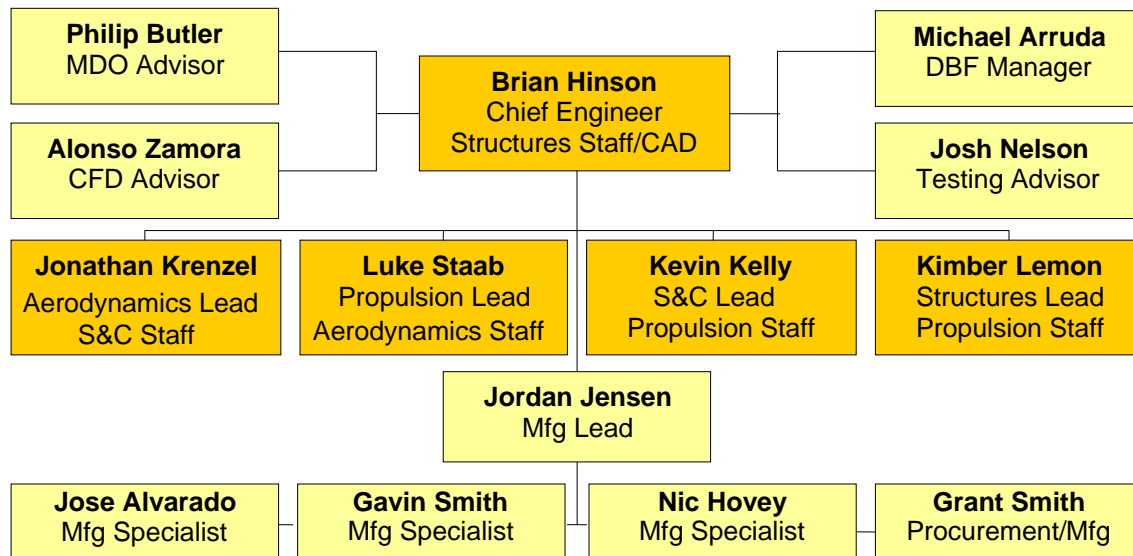 Philip Butler
MDO Advisor
Michael Arruda
DBF Manager
Brian Hinson
Chief Engineer
Structures Staff/CAD
Alonso Zamora
CFD Advisor
Josh Nelson
Testing Advisor
Jonathan Krenzel
Aerodynamics Lead
S&C Staff
Luke Staab
Propulsion Lead
Aerodynamics Staff
Kevin Kelly
S&C Lead
Propulsion Staff
Kimber Lemon
Structures Lead
Propulsion Staff
Jordan Jensen
Mfg Lead
Jose Alvarado
Mfg Specialist
Gavin Smith
Mfg Specialist
Nic Hovey
Mfg Specialist
Grant Smith
Procurement/Mfg